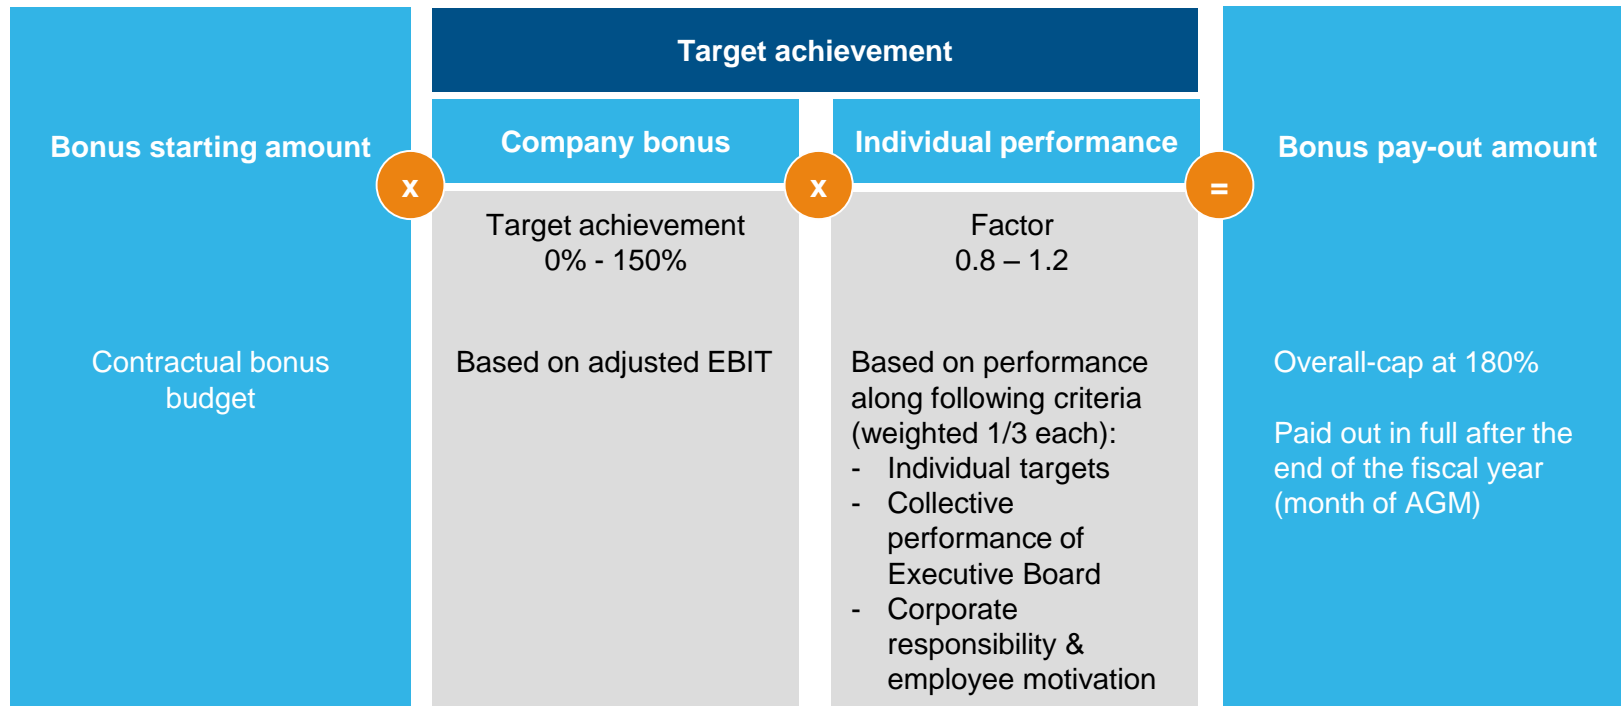 Target achievement
Bonus starting amount
x
Company bonus
x
Individual performance
=
Bonus pay-out amount
Contractual bonus
budget
Target achievement
0% - 150%
Based on adjusted EBIT
Factor
0.8 – 1.2
Based on performance
along following criteria
(weighted 1/3 each):
- Individual targets
- Collective
performance of
Executive Board
- Corporate
responsibility &
employee motivation
Overall-cap at 180%
Paid out in full after the
end of the fiscal year
(month of AGM)